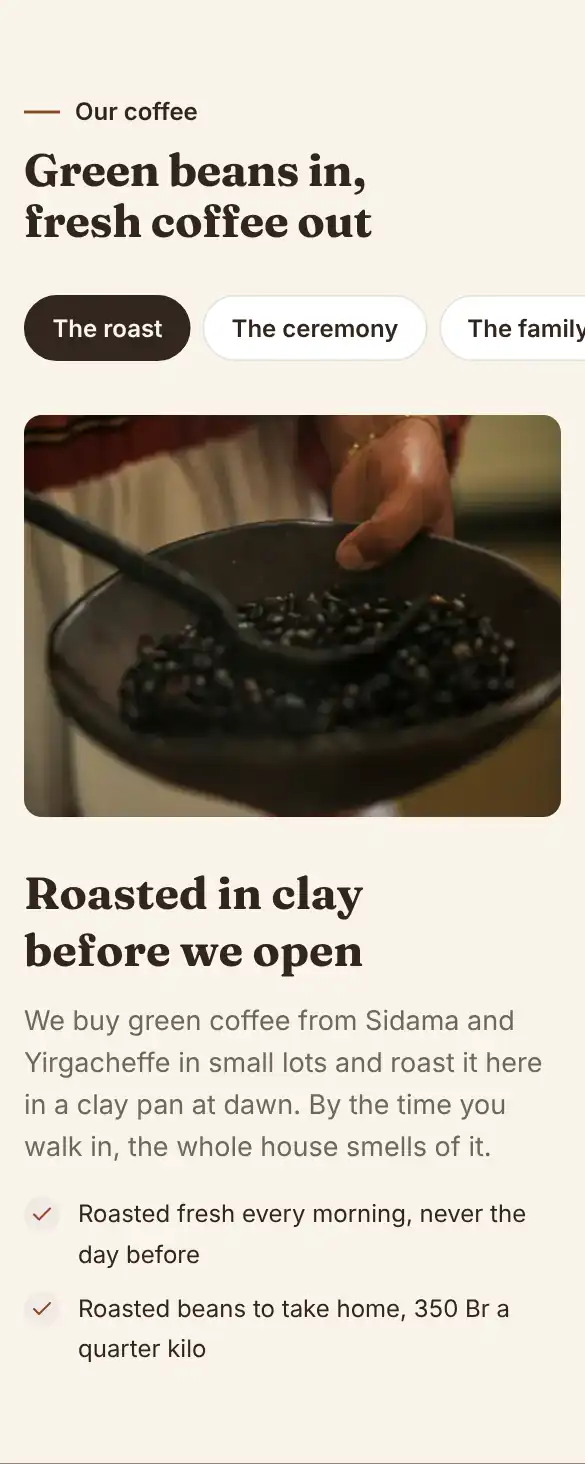 Our coffee
Green beans in,
fresh coffee out
The roast
The ceremony
The family
Roasted in clay
before we open
We buy green coffee from Sidama and
Yirgacheffe in small lots and roast it here
in a clay pan at dawn. By the time you
walk in, the whole house smells of it.
Roasted fresh every morning, never the
day before
Roasted beans to take home, 350 Br a
quarter kilo